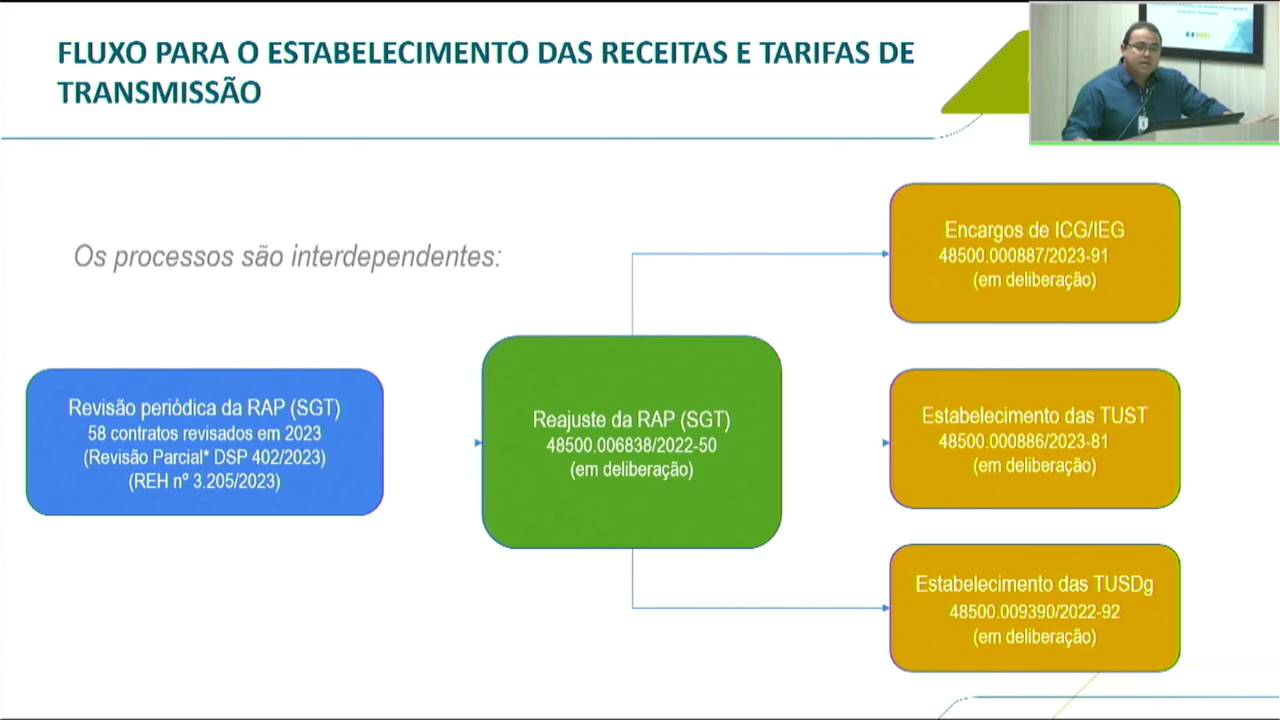 FLUXO PARA O ESTABELECIMENTO DAS RECEITAS E TARIFAS DE
TRANSMISSÃO
Os processos são interdependentes:
Revisão periódica da RAP (SGT)
58 contratos revisados em 2023
(Revisão Parcial* DSP 402/2023)
(REH nº 3.205/2023)
Reajuste da RAP (SGT)
48500.006838/2022-50
(em deliberação)
Encargos de ICG/IEG
48500.000887/2023-91
(em deliberação)
Estabelecimento das TUST
48500.000886/2023-81
(em deliberação)
Estabelecimento das TUSDg
48500.009390/2022-92
(em deliberação)